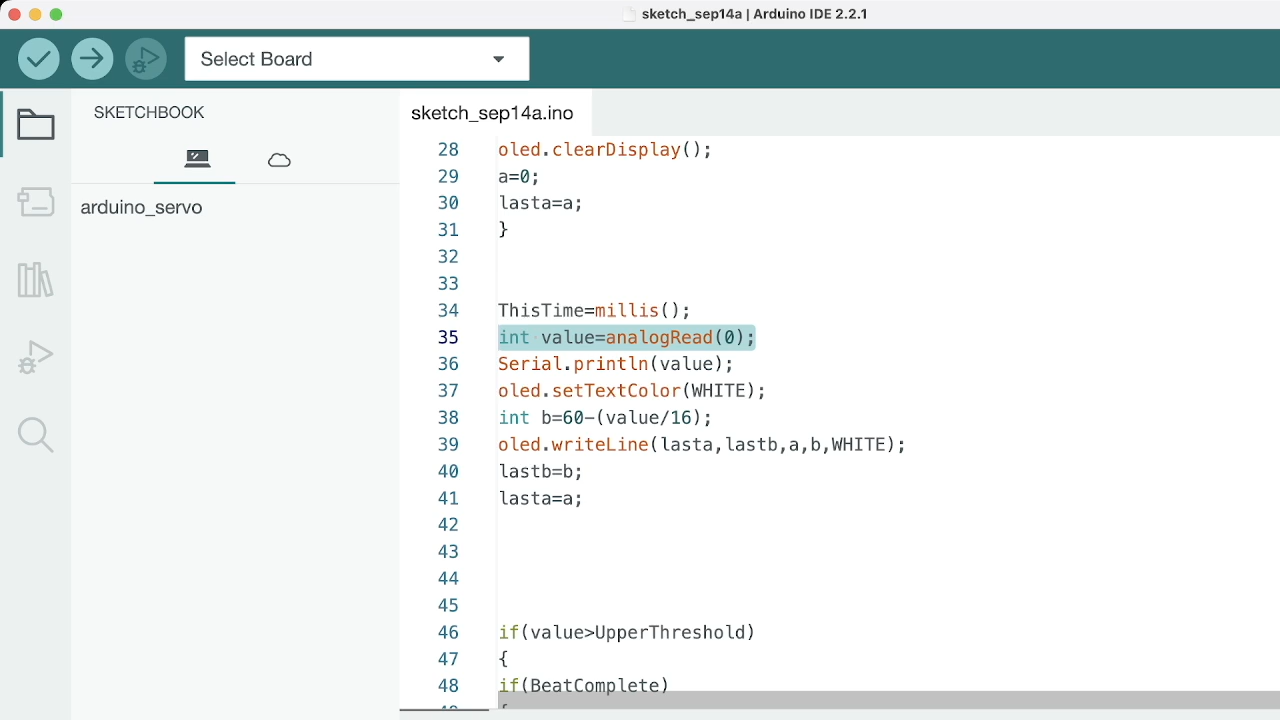 sketch_sep14a | Arduino IDE 2.2.1
Select Board
SKETCHBOOK
arduino_servo
sketch_sep14a.ino
28 oled.clearDisplay();
29 a=0;
30 lasta=a;
31 }
32
33
34 ThisTime=millis();
35 int value=analogRead(0);
36 Serial.println(value);
37 oled.setTextColor(WHITE);
38 int b=60-(value/16);
39 oled.writeLine(lasta,lastb,a,b,WHITE);
40 lastb=b;
41 lasta=a;
42
43
44
45
46 if(value>UpperThreshold)
47 {
48 if(BeatComplete)